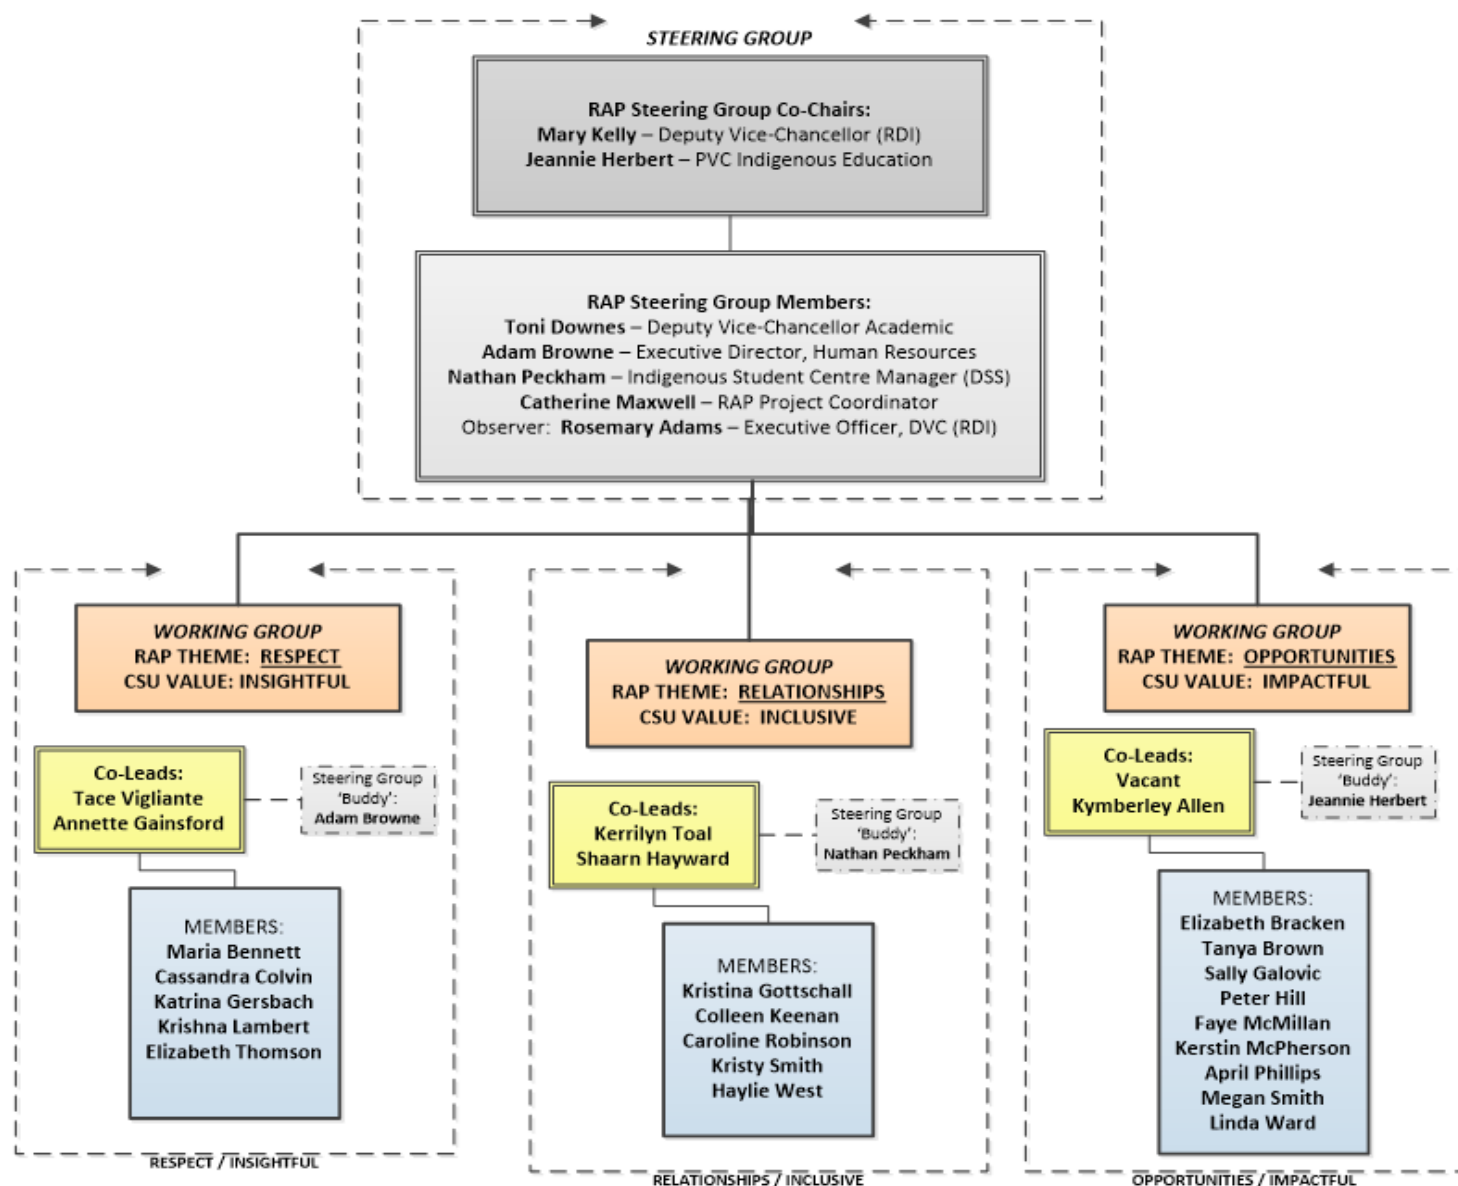 STEERING GROUP
RAP Steering Group Co-Chairs:
Mary Kelly – Deputy Vice-Chancellor (RDI)
Jeannie Herbert – PVC Indigenous Education
RAP Steering Group Members:
Toni Downes – Deputy Vice-Chancellor Academic
Adam Browne – Executive Director, Human Resources
Nathan Peckham – Indigenous Student Centre Manager (DSS)
Catherine Maxwell – RAP Project Coordinator
Observer: Rosemary Adams – Executive Officer, DVC (RDI)
WORKING GROUP
RAP THEME: RESPECT
CSU VALUE: INSIGHTFUL
Co-Leads:
Tace Vigliante
Annette Gainsford
Steering Group
'Buddy':
Adam Browne
MEMBERS:
Maria Bennett
Cassandra Colvin
Katrina Gersbach
Krishna Lambert
Elizabeth Thomson
RESPECT / INSIGHTFUL
WORKING GROUP
RAP THEME: RELATIONSHIPS
CSU VALUE: INCLUSIVE
Co-Leads:
Kerrilyn Toal
Shaarn Hayward
Steering Group
'Buddy':
Nathan Peckham
MEMBERS:
Kristina Gottschall
Colleen Keenan
Caroline Robinson
Kristy Smith
Haylie West
RELATIONSHIPS / INCLUSIVE
WORKING GROUP
RAP THEME: OPPORTUNITIES
CSU VALUE: IMPACTFUL
Co-Leads:
Vacant
Kymberley Allen
Steering Group
'Buddy':
Jeannie Herbert
MEMBERS:
Elizabeth Bracken
Tanya Brown
Sally Galovic
Peter Hill
Faye McMillan
Kerstin McPherson
April Phillips
Megan Smith
Linda Ward
OPPORTUNITIES / IMPACTFUL